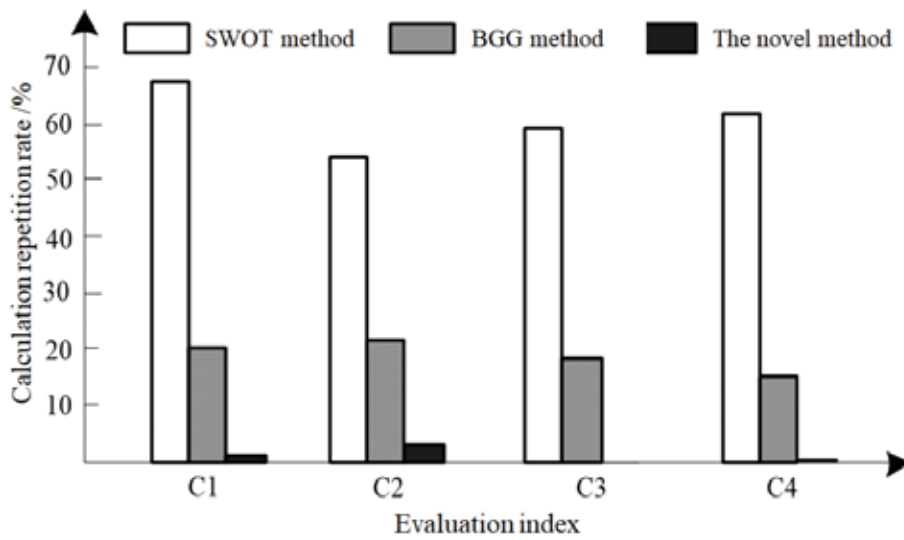 SWOT method BGG method The novel method
Calculation repetition rate /%
70
60
50
40
30
20
10
C1 C2 C3 C4
Evaluation index